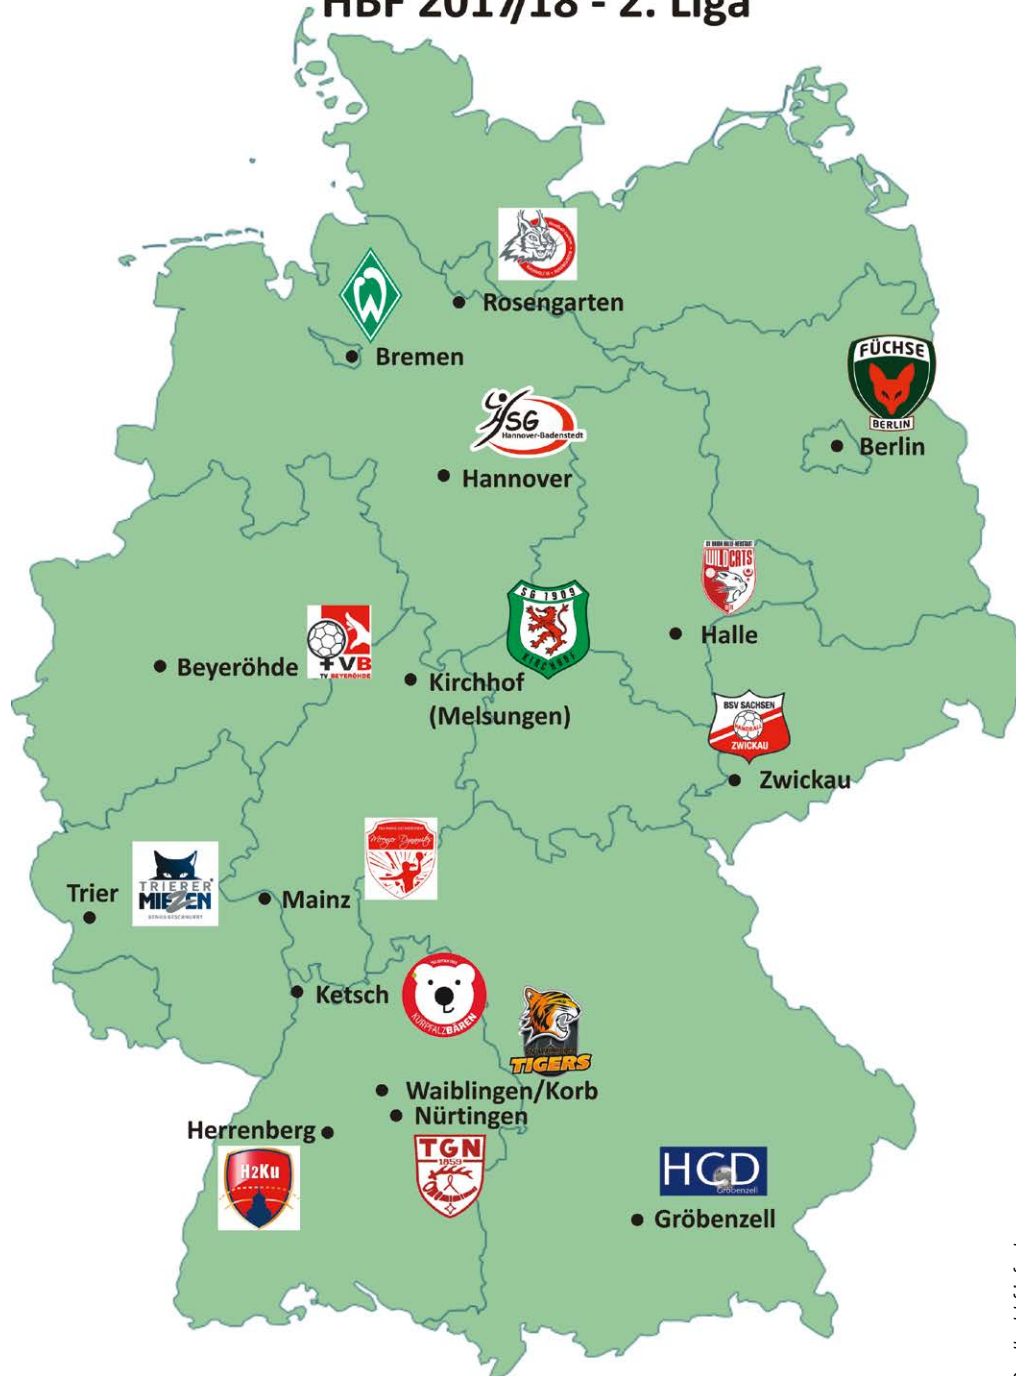 HBF 2017/18 - 2. Liga
Rosengarten
Bremen
FÜCHSE
BERLIN
Berlin
SG
Hannover-Badenstedt
Hannover
WILDCATS
Halle
SG 1909
KIRCHHOF
TVB
TV BEYERÖHDE
Beyeröhde
Kirchhof
(Melsungen)
BSV SACHSEN
HANDBALL
ZWICKAU
Zwickau
Trier
TRIERER
MIEZEN
Mainz
Ketsch
KURPFALZBÄREN
TIGERS
Waiblingen/Korb
Nürtingen
Herrenberg
H2Ku
TGN
1859
HCD
Gröbenzell
Gröbenzell